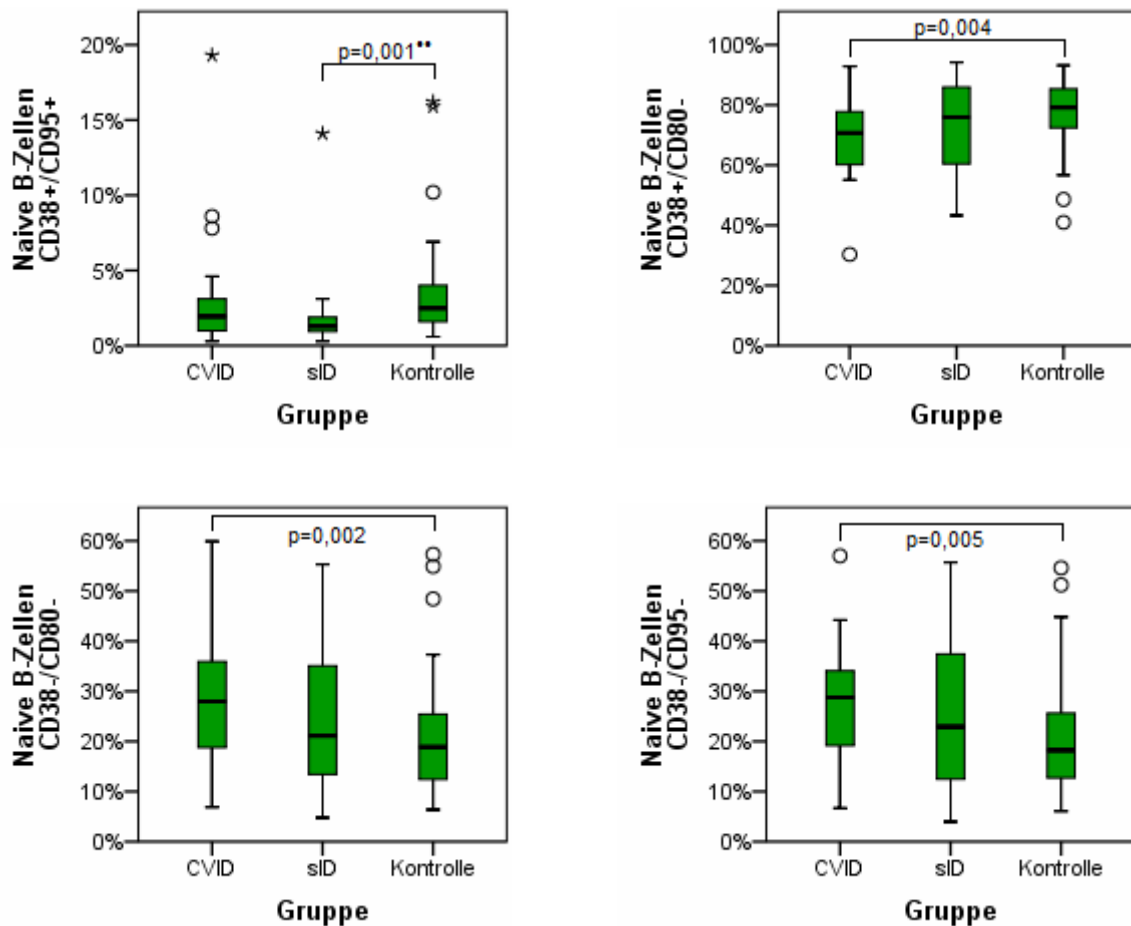 Naive B-Zellen
CD38+/CD95+
20%
15%
10%
5%
0%
p=0,001**
CVID
sID
Kontrolle
Gruppe
Naive B-Zellen
CD38+/CD80-
100%
80%
60%
40%
20%
0%
p=0,004
CVID
sID
Kontrolle
Gruppe
Naive B-Zellen
CD38-/CD80-
60%
50%
40%
30%
20%
10%
0%
p=0,002
CVID
sID
Kontrolle
Gruppe
Naive B-Zellen
CD38-/CD95-
60%
50%
40%
30%
20%
10%
0%
p=0,005
CVID
sID
Kontrolle
Gruppe